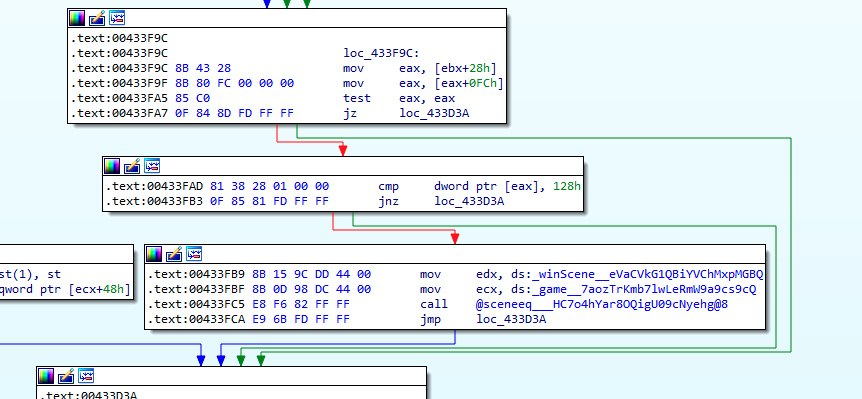 .text:00433F9C
.text:00433F9C loc_433F9C:
.text:00433F9C 8B 43 28 mov eax, [ebx+28h]
.text:00433F9F 8B 80 FC 00 00 00 mov eax, [eax+0FCh]
.text:00433FA5 85 C0 test eax, eax
.text:00433FA7 0F 84 8D FD FF FF jz loc_433D3A
.text:00433FAD 81 38 28 01 00 00 cmp dword ptr [eax], 128h
.text:00433FB3 0F 85 81 FD FF FF jnz loc_433D3A
st(1), st
qword ptr [ecx+48h]
.text:00433FB9 8B 15 9C DD 44 00 mov edx, ds:_winScene__eVaCVkG1QBiYVChMxpMGBQ
.text:00433FBF 8B 0D 98 DC 44 00 mov ecx, ds:_game__7aozTrKmb7lwLeRmW9a9cs9cQ
.text:00433FC5 E8 F6 82 FF FF call @sceneeq___HC7o4hYar8OQigU09cNyehg@8
.text:00433FCA E9 6B FD FF FF jmp loc_433D3A
.text:00433D3A